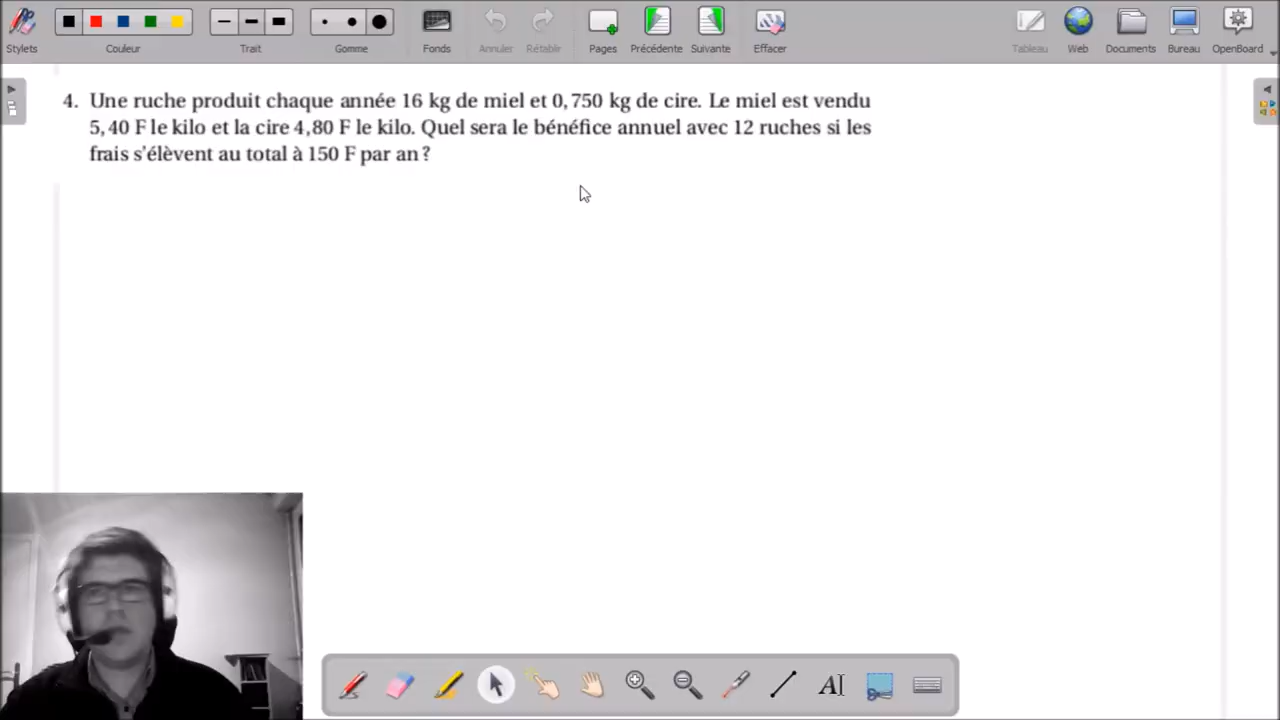 Stylets
Couleur
Trait
Gomme
Fonds
Annuler
Rétablir
Pages
Précédente
Suivante
Effacer
Tableau
Web
Documents
Bureau
OpenBoard
4. Une ruche produit chaque année 16 kg de miel et 0,750 kg de cire. Le miel est vendu
5,40 F le kilo et la cire 4,80 F le kilo. Quel sera le bénéfice annuel avec 12 ruches si les
frais s'élèvent au total à 150 F par an ?
AI